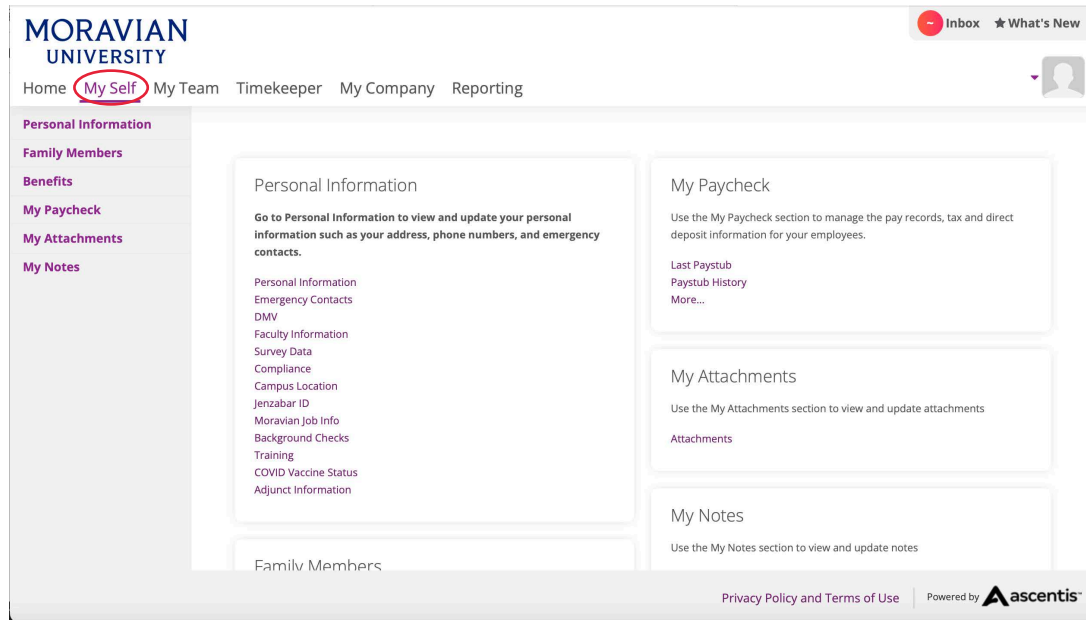 MORAVIAN
UNIVERSITY
~ Inbox ★ What's New
Home My Self My Team Timekeeper My Company Reporting
Personal Information
Family Members
Benefits
My Paycheck
My Attachments
My Notes
Personal Information
Go to Personal Information to view and update your personal
information such as your address, phone numbers, and emergency
contacts.
Personal Information
Emergency Contacts
DMV
Faculty Information
Survey Data
Compliance
Campus Location
Jenzabar ID
Moravian Job Info
Background Checks
Training
COVID Vaccine Status
Adjunct Information
Family Members
My Paycheck
Use the My Paycheck section to manage the pay records, tax and direct
deposit information for your employees.
Last Paystub
Paystub History
More...
My Attachments
Use the My Attachments section to view and update attachments
Attachments
My Notes
Use the My Notes section to view and update notes
Privacy Policy and Terms of Use
Powered by ascentis